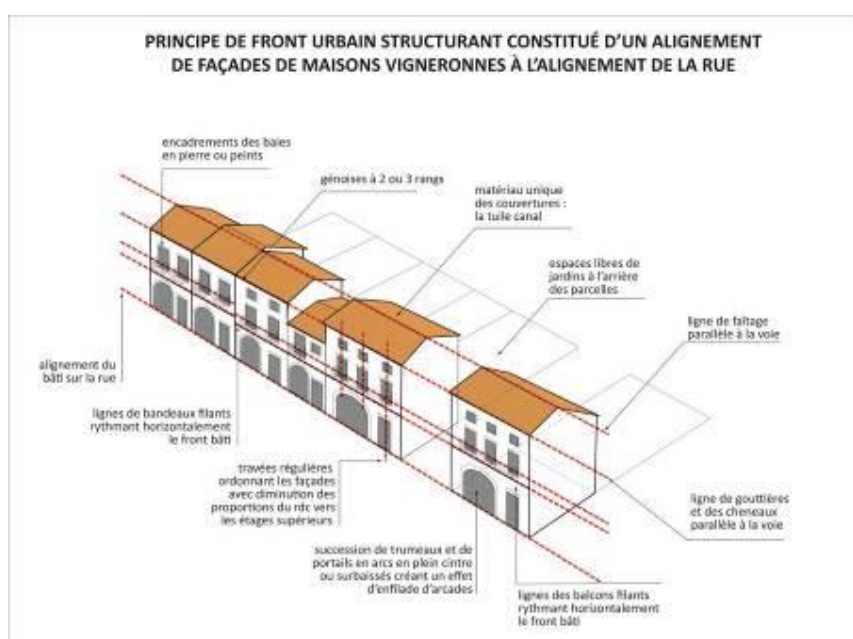 PRINCIPE DE FRONT URBAIN STRUCTURANT CONSTITUÉ D'UN ALIGNEMENT
DE FAÇADES DE MAISONS VIGNERONNES À L'ALIGNEMENT DE LA RUE
encadrements des baies
en pierre ou peints
génoises à 2 ou 3 rangs
matériau unique
des couvertures :
la tuile canal
espaces libres de
jardins à l'arrière
des parcelles
ligne de faîtage
parallèle à la voie
alignement du
bâti sur la rue
lignes de bandeaux filants
rythmant horizontalement
le front bâti
travées régulières
ordonnant les façades
avec diminution des
proportions du rdc vers
les étages supérieurs
ligne de gouttières
et des cheneaux
parallèle à la voie
succession de trumeaux et de
portails en arcs en plein cintre
ou surbaissés créant un effet
d'enfilade d'arcades
lignes des balcons filants
rythmant horizontalement
le front bâti